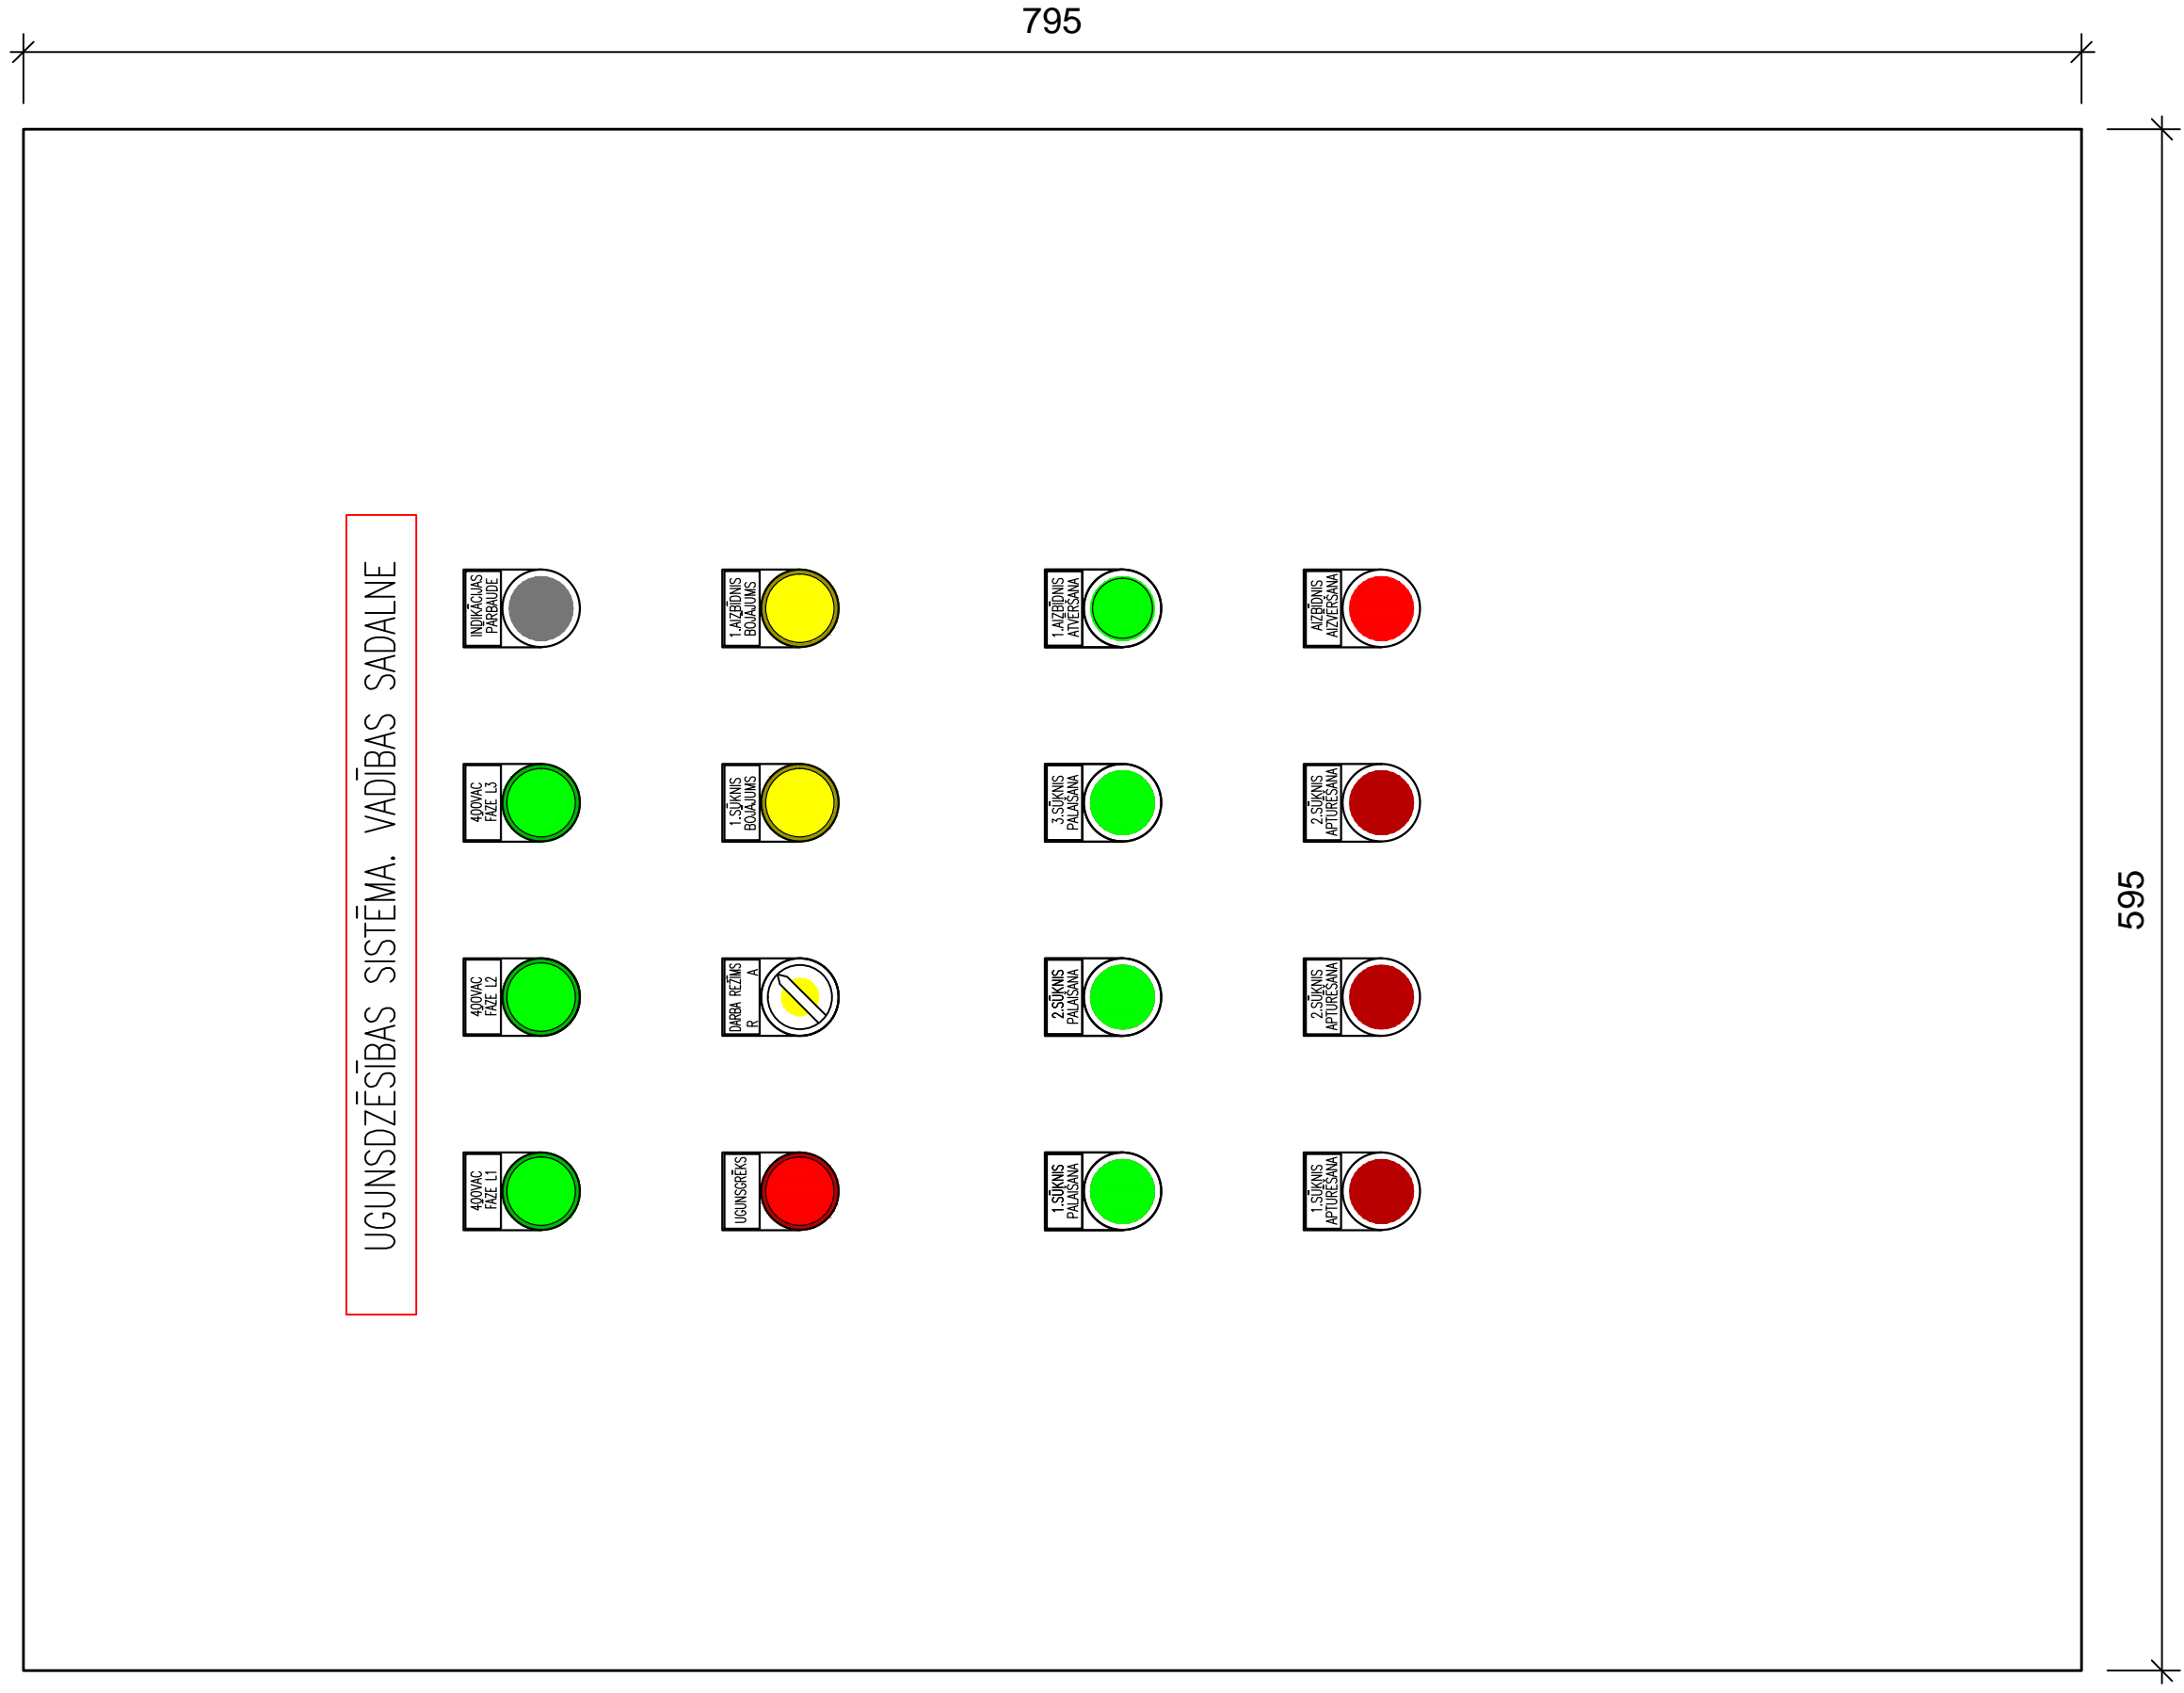 795
595
UGUNSDZĒSĪBAS SISTĒMA. VADĪBAS SADALNE
400VAC
FĀZE L1
400VAC
FĀZE L2
400VAC
FĀZE L3
INDIKĀCIJAS
PĀRBAUDE
UGUNSGRĒKS
DARBA REŽĪMS
R A
1.SŪKNIS
BOJĀJUMS
1.AIZBĪDNIS
BOJĀJUMS
1.SŪKNIS
PALAIŠANA
2.SŪKNIS
PALAIŠANA
3.SŪKNIS
PALAIŠANA
1.AIZBĪDNIS
ATVĒRŠANA
1.SŪKNIS
APTURĒŠANA
2.SŪKNIS
APTURĒŠANA
2.SŪKNIS
APTURĒŠANA
AIZBĪDNIS
AIZVĒRŠANA